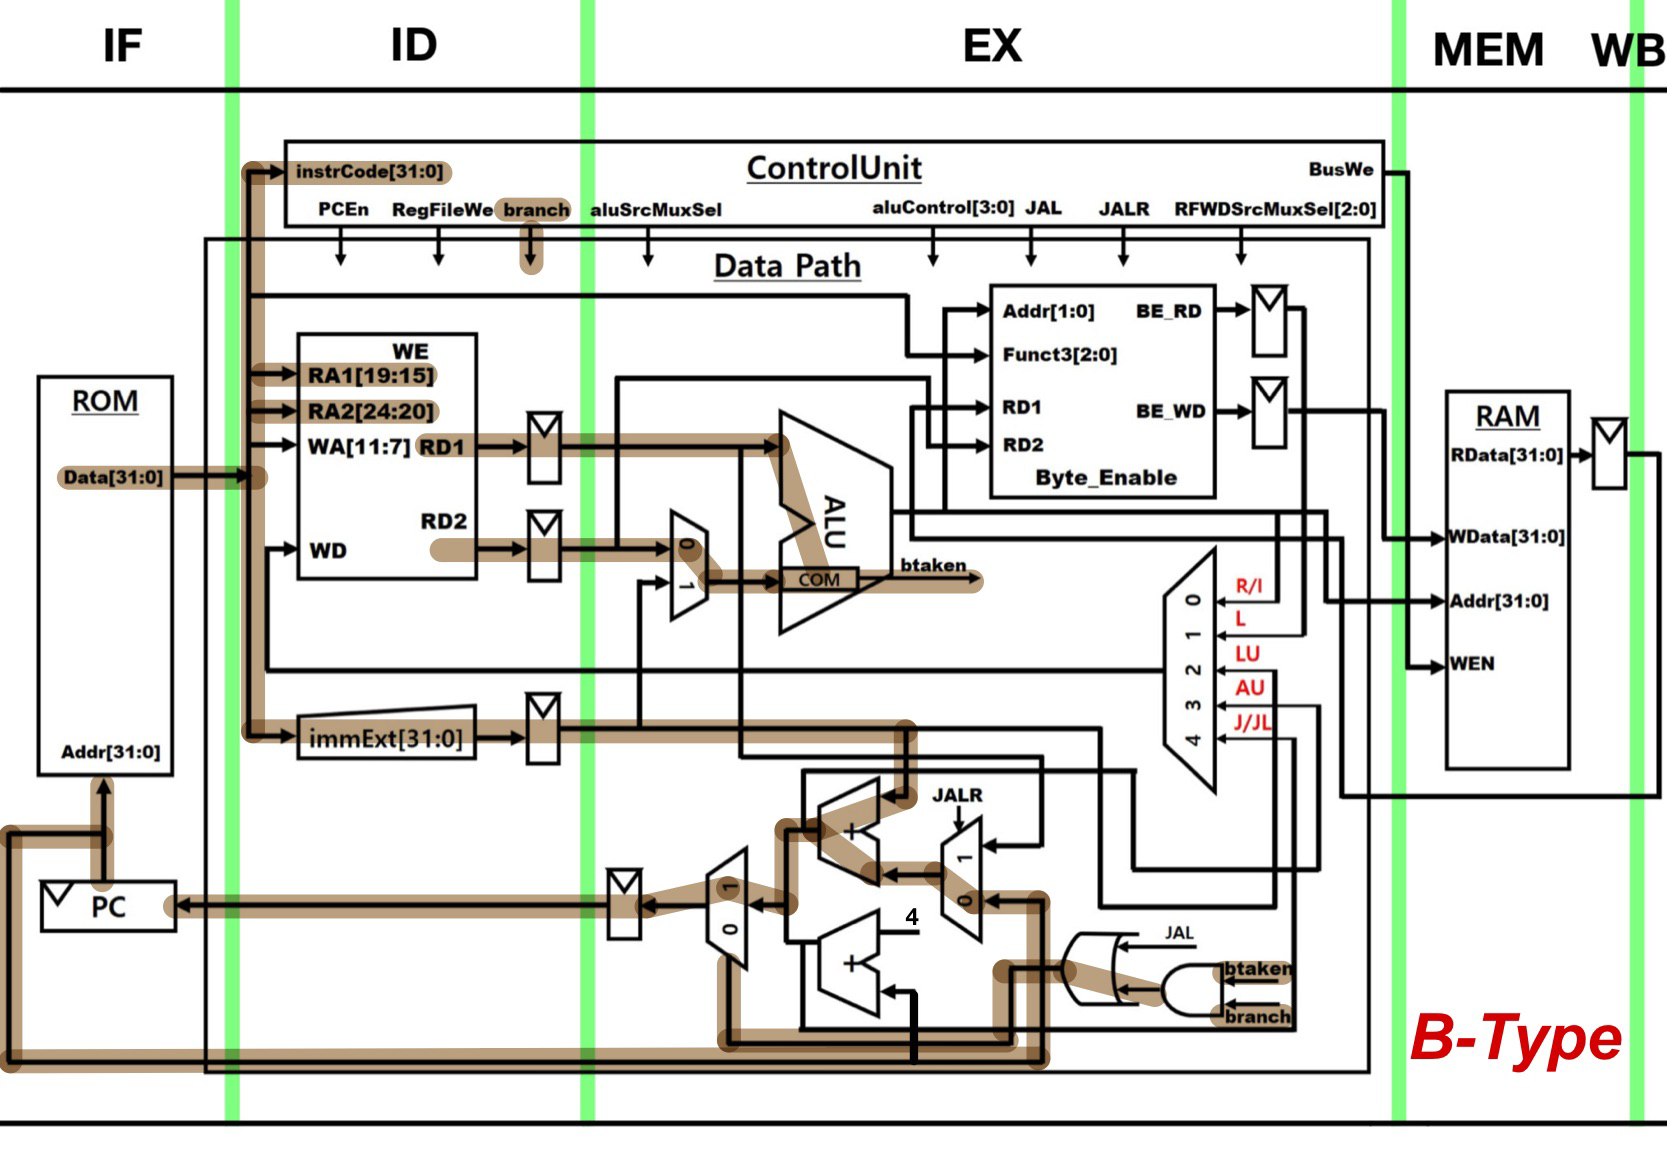 IF ID EX MEM WB
ControlUnit
instrCode[31:0]
BusWe
PCEn RegFileWe branch aluSrcMuxSel aluControl[3:0] JAL JALR RFWDSrcMuxSel[2:0]
Data Path
ROM
Data[31:0]
Addr[31:0]
PC
WE
RA1[19:15]
RA2[24:20]
WA[11:7] RD1
RD2
WD
immExt[31:0]
0
1
ALU
COM
btaken
Addr[1:0] BE_RD
Funct3[2:0]
RD1 BE_WD
RD2
Byte_Enable
0 R/I
1 L
2 LU
3 AU
4 J/JL
RAM
RData[31:0]
WData[31:0]
Addr[31:0]
WEN
+
JALR
1
0
1
0
4
+
JAL
btaken
branch
B-Type